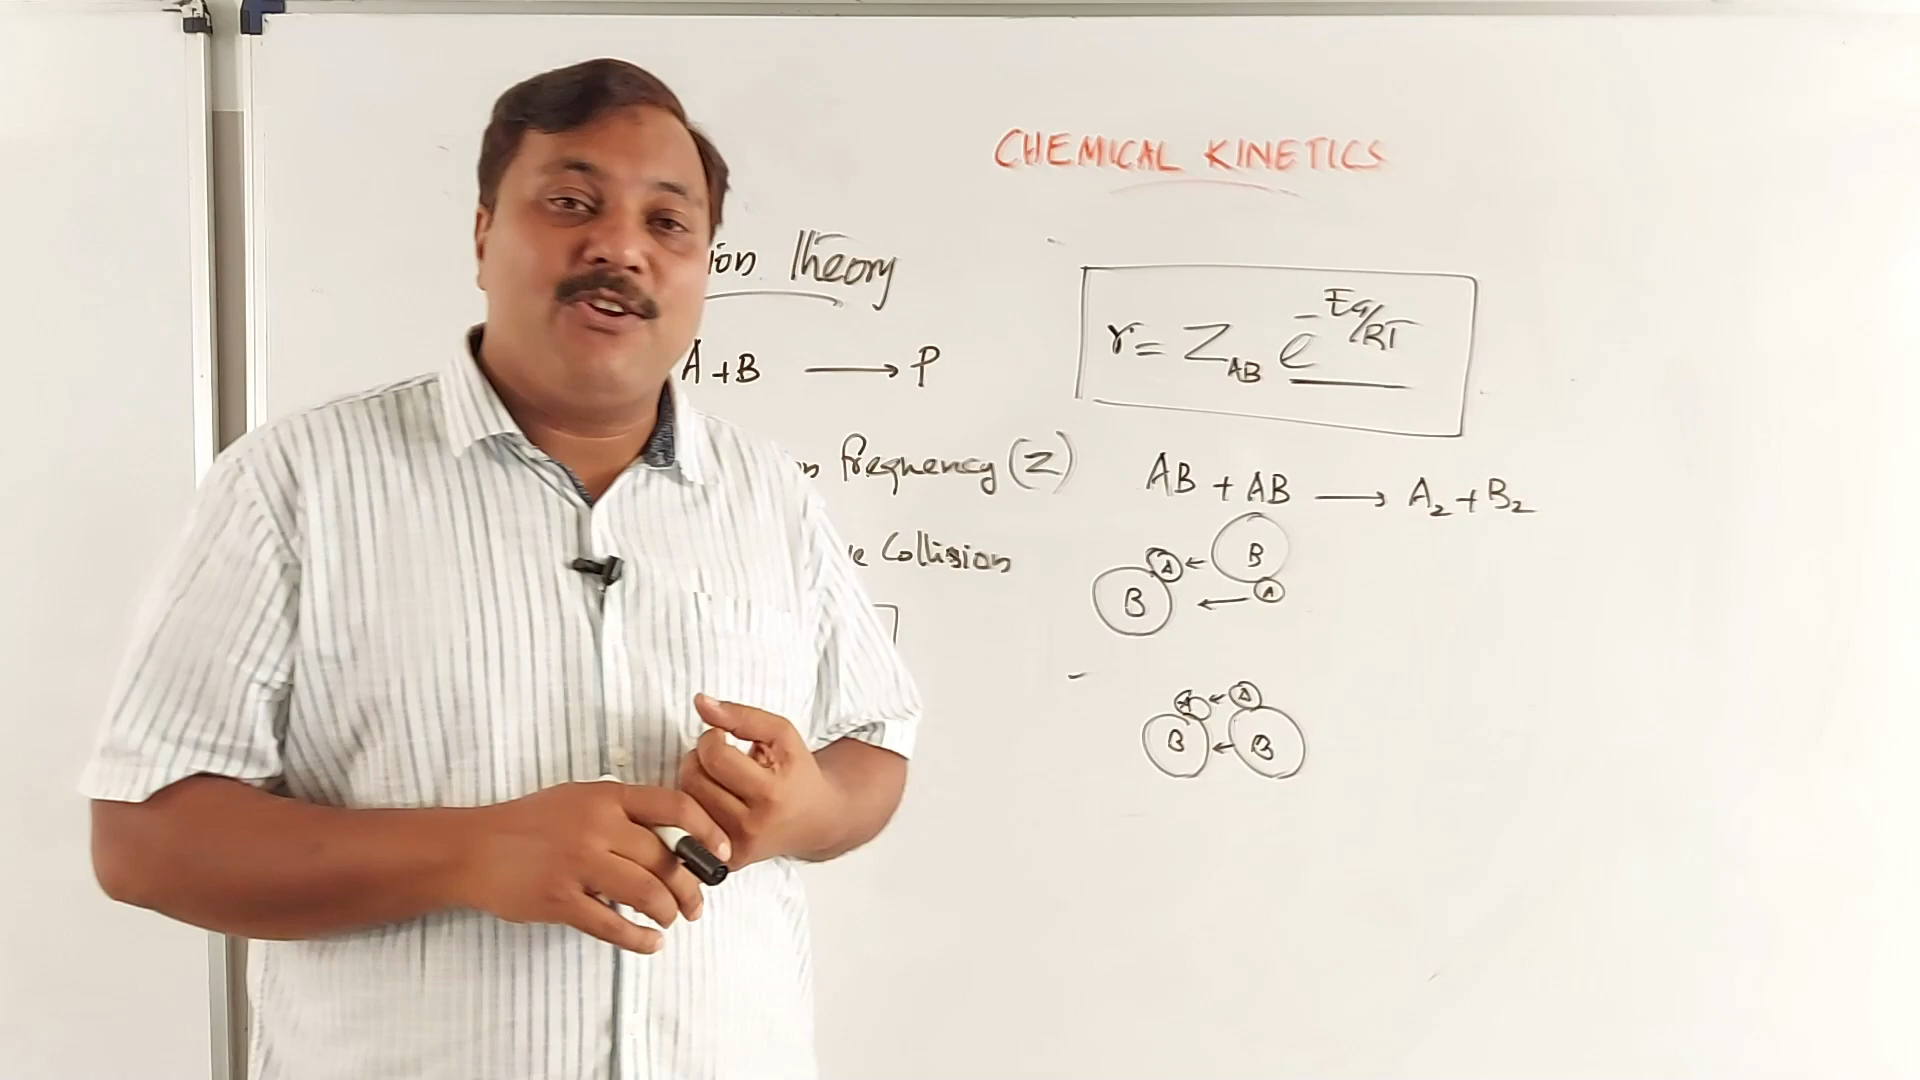 CHEMICAL KINETICS
ion Theory
A + B ⟶ P
r = Z_AB e^-Ea/RT
n frequency (Z)
AB + AB ⟶ A₂ + B₂
e Collision
A ← B
B ← A
A ← A
B ← B